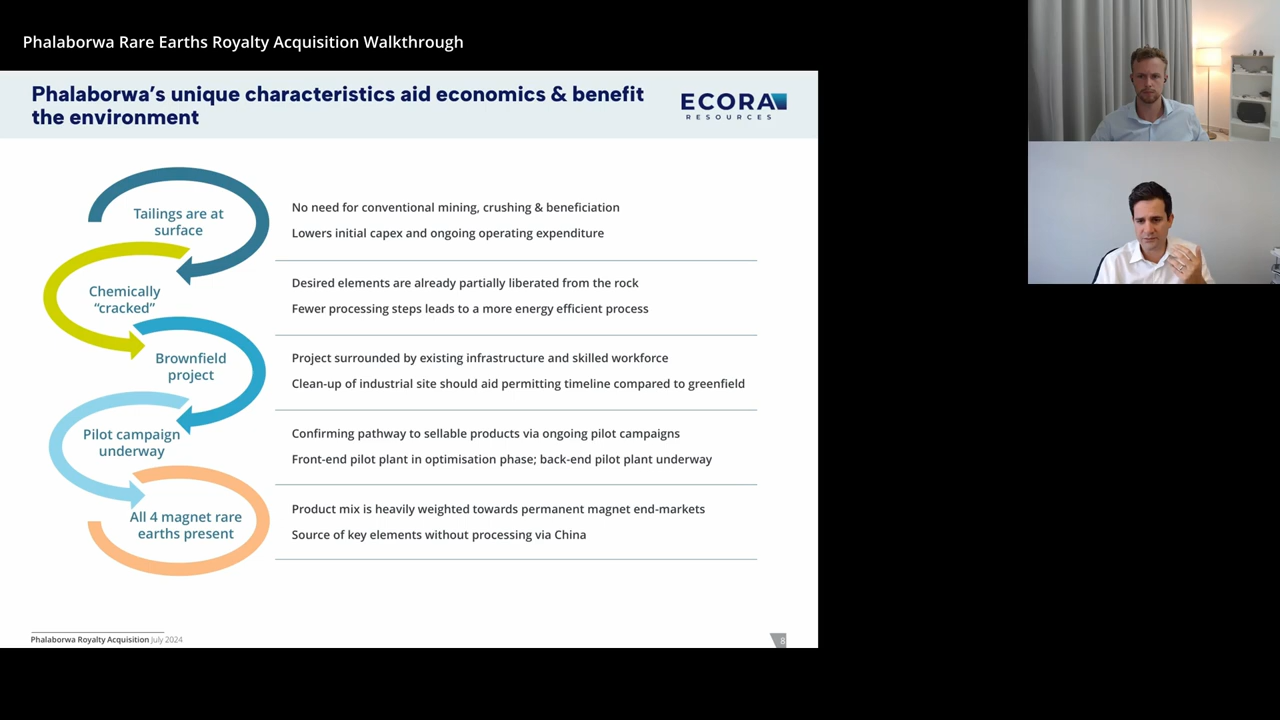 Phalaborwa Rare Earths Royalty Acquisition Walkthrough
Phalaborwa's unique characteristics aid economics & benefit
the environment
ECORA
RESOURCES
Tailings are at
surface
No need for conventional mining, crushing & beneficiation
Lowers initial capex and ongoing operating expenditure
Chemically
"cracked"
Desired elements are already partially liberated from the rock
Fewer processing steps leads to a more energy efficient process
Brownfield
project
Project surrounded by existing infrastructure and skilled workforce
Clean-up of industrial site should aid permitting timeline compared to greenfield
Pilot campaign
underway
Confirming pathway to sellable products via ongoing pilot campaigns
Front-end pilot plant in optimisation phase; back-end pilot plant underway
All 4 magnet rare
earths present
Product mix is heavily weighted towards permanent magnet end-markets
Source of key elements without processing via China
Phalaborwa Royalty Acquisition July 2024
8